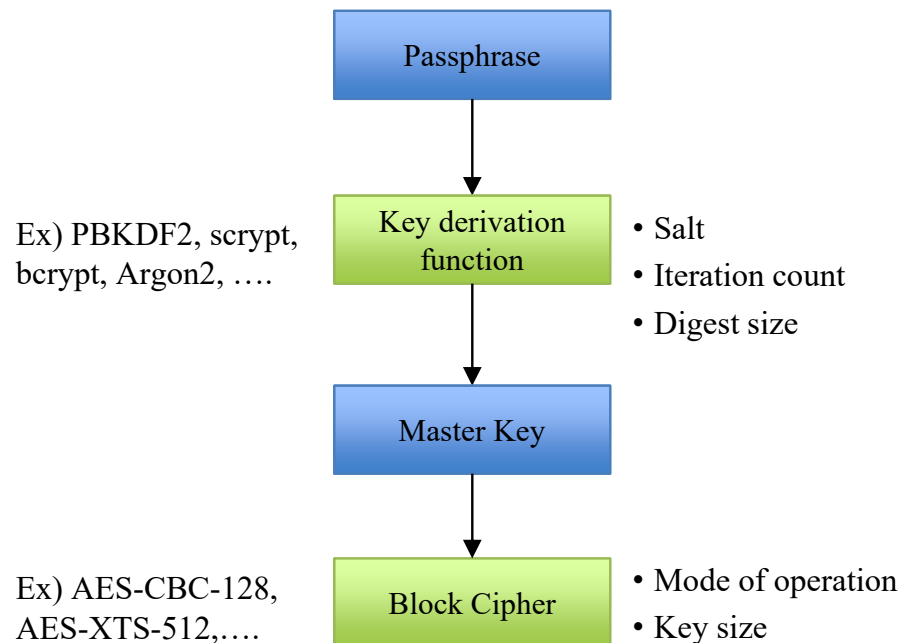 Passphrase
Ex) PBKDF2, scrypt,
bcrypt, Argon2, ….
Key derivation
function
• Salt
• Iteration count
• Digest size
Master Key
Ex) AES-CBC-128,
AES-XTS-512,….
Block Cipher
• Mode of operation
• Key size